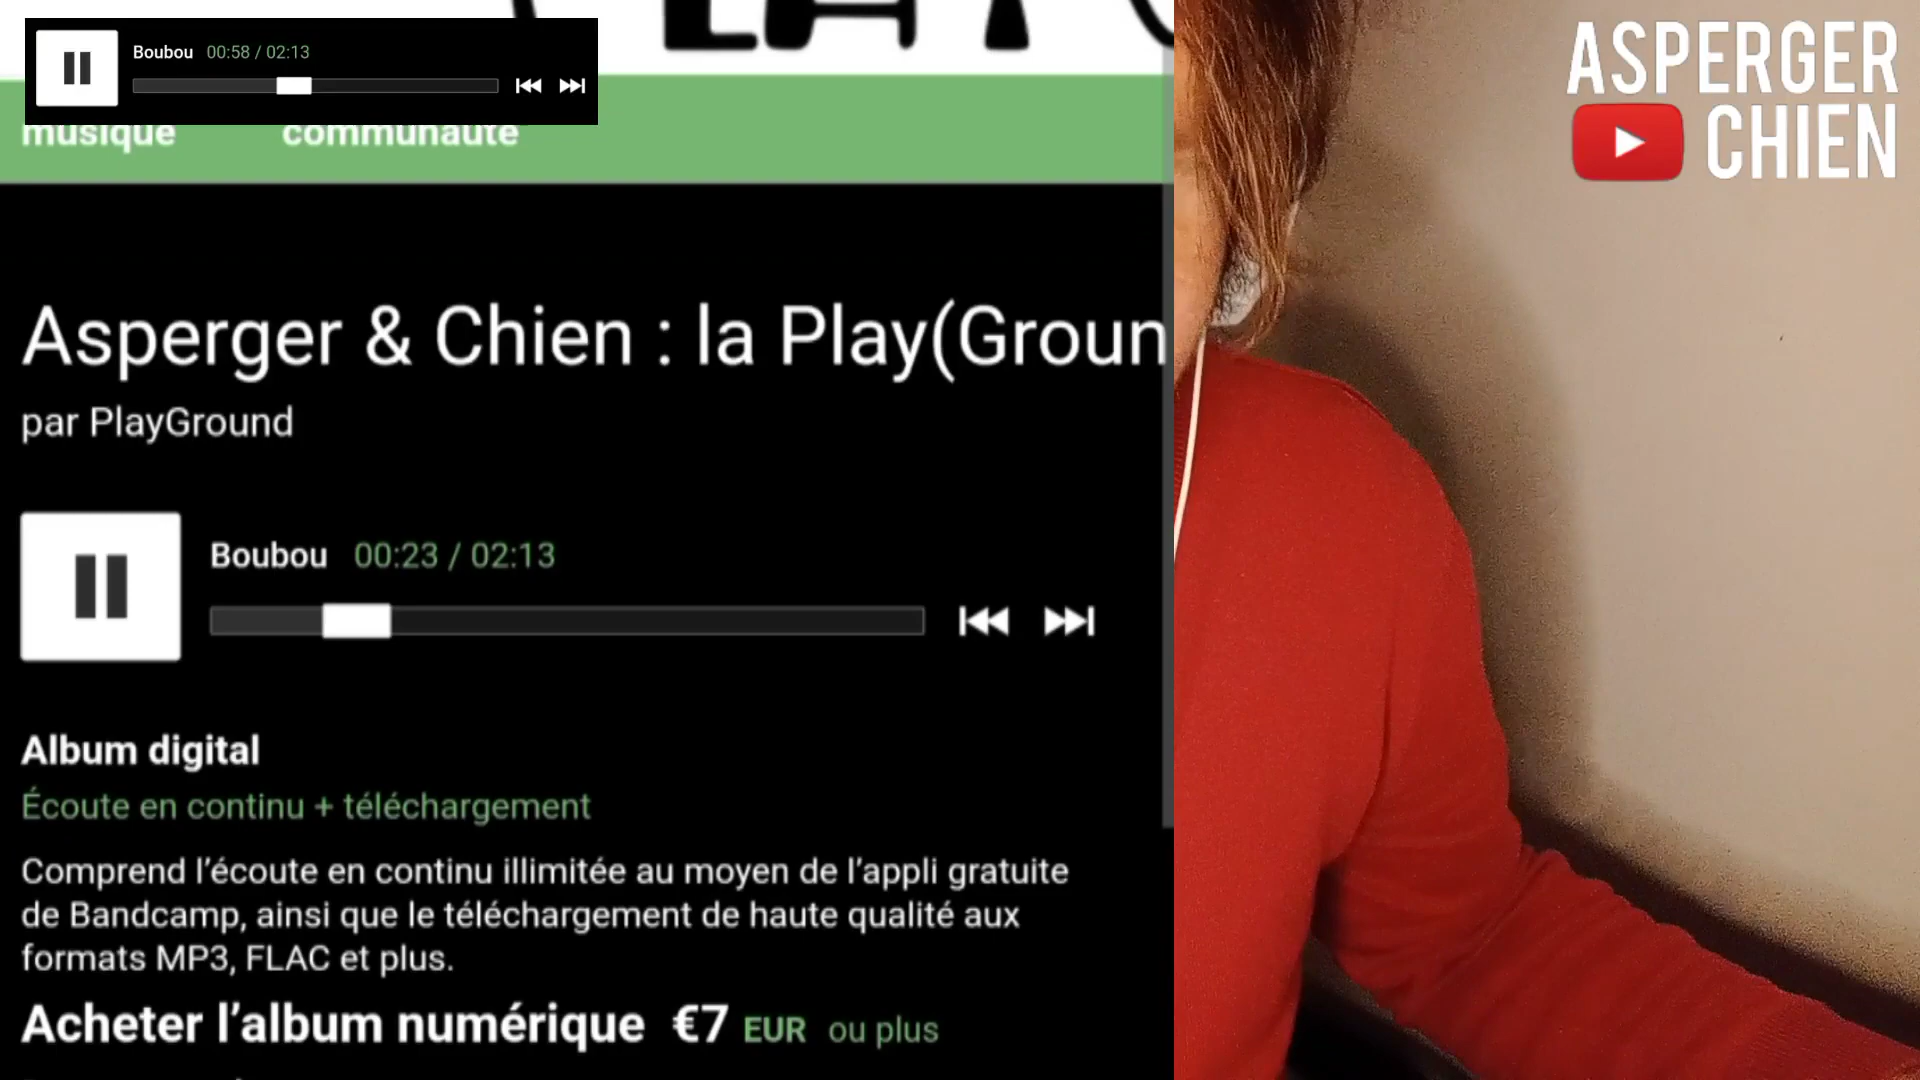 Boubou 00:58 / 02:13
musique communauté
Asperger & Chien : la Play(Groun
par PlayGround
Boubou 00:23 / 02:13
Album digital
Écoute en continu + téléchargement
Comprend l’écoute en continu illimitée au moyen de l’appli gratuite
de Bandcamp, ainsi que le téléchargement de haute qualité aux
formats MP3, FLAC et plus.
Acheter l’album numérique €7 EUR ou plus
ASPERGER
CHIEN